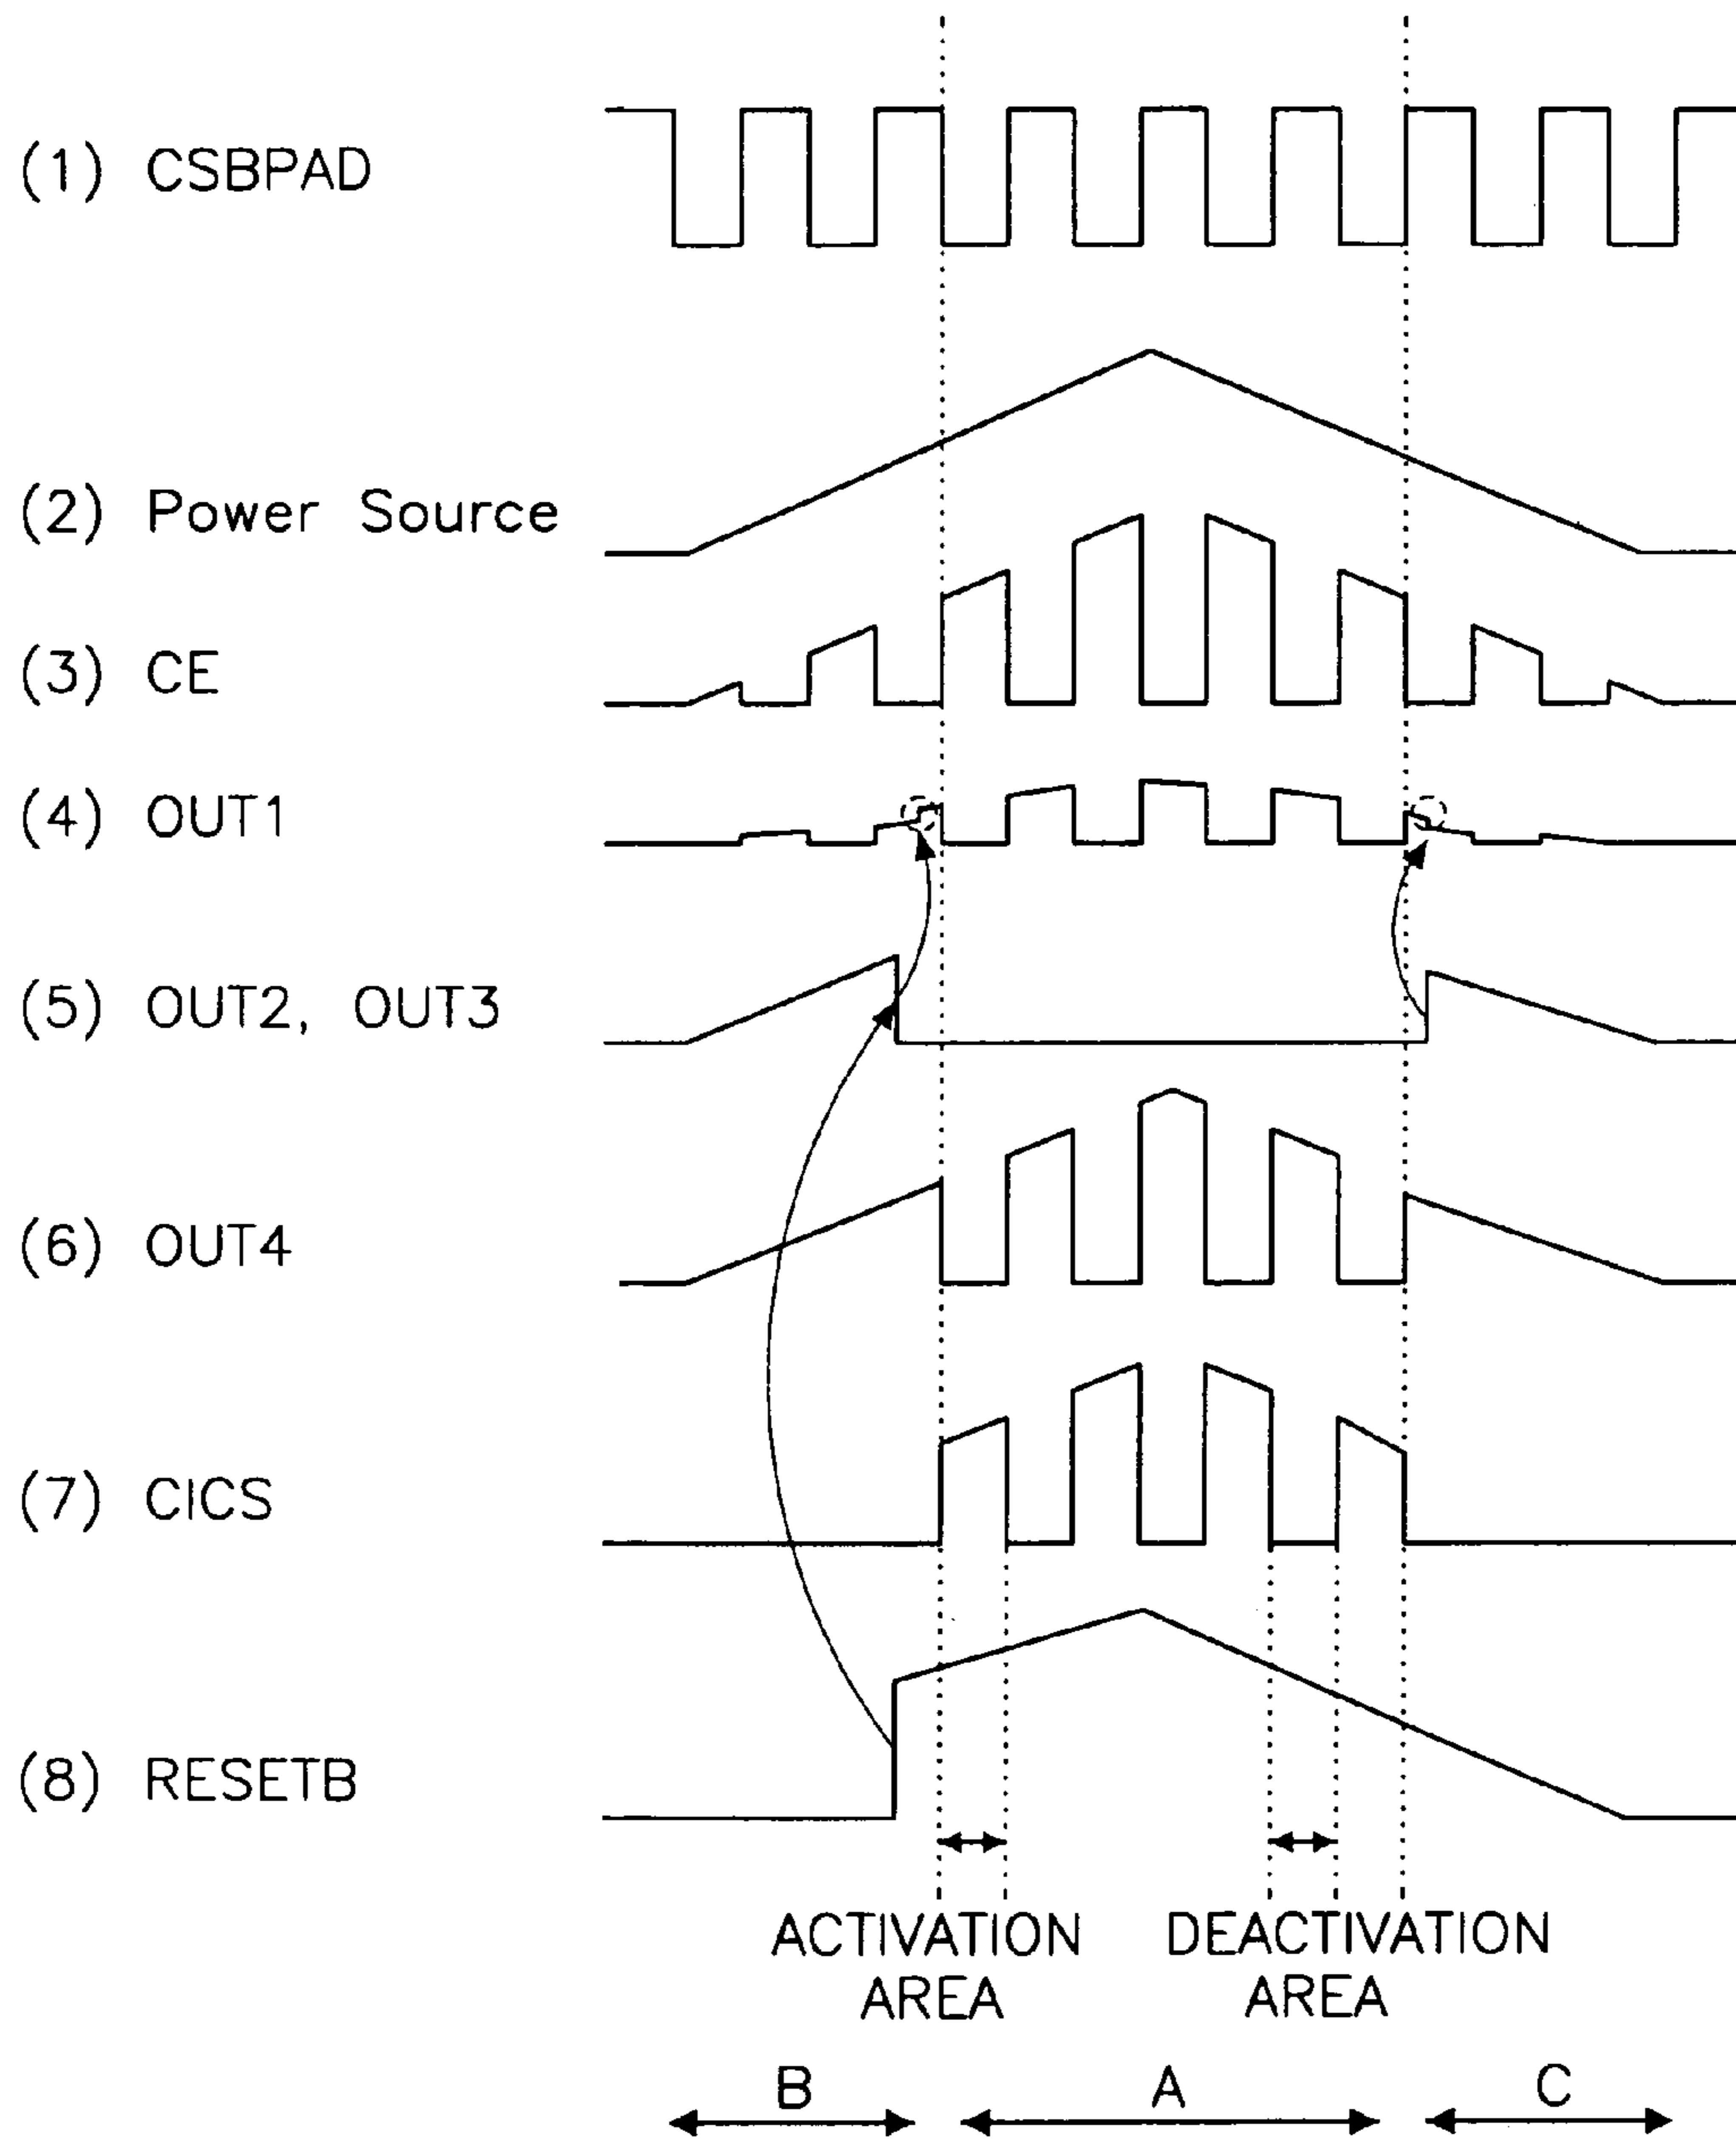 (1) CSBPAD
(2) Power Source
(3) CE
(4) OUT1
(5) OUT2, OUT3
(6) OUT4
(7) CICS
(8) RESETB
ACTIVATION AREA
DEACTIVATION AREA
B
A
C